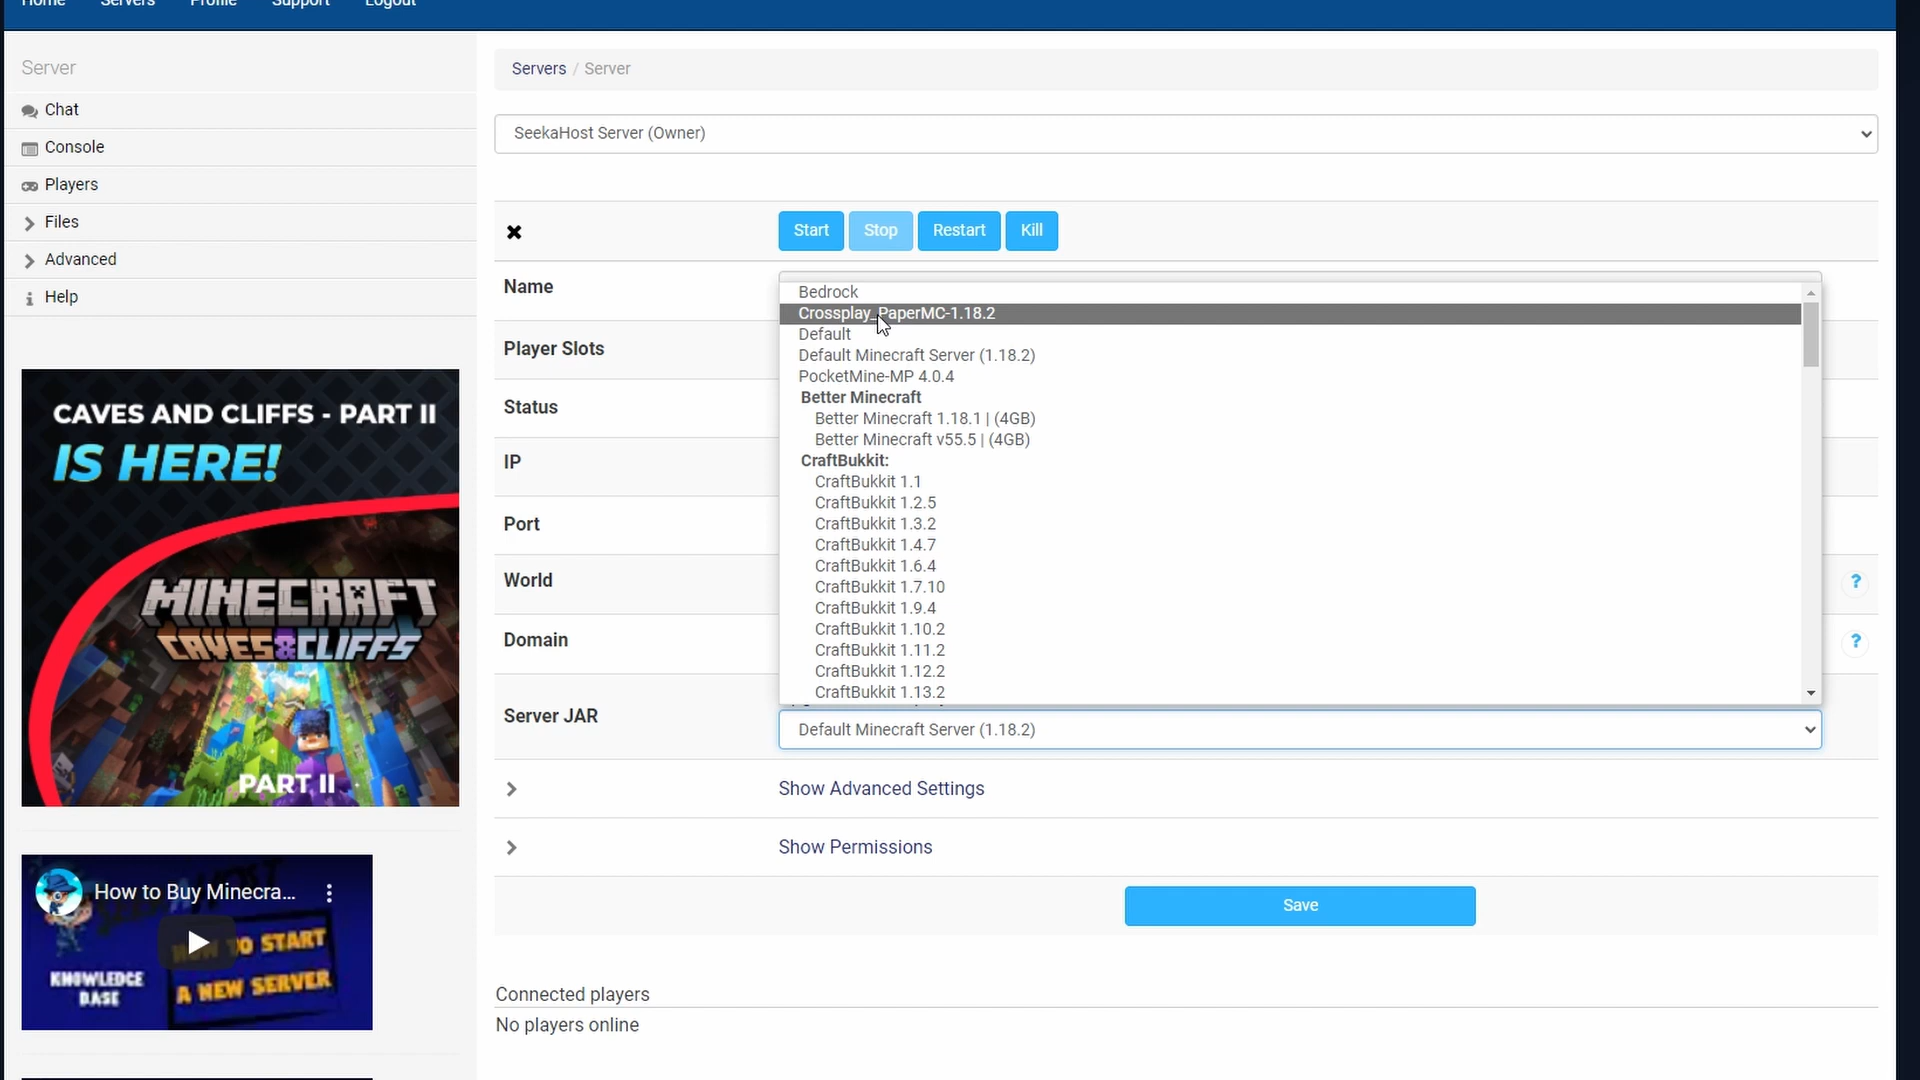 Home Servers Profile Support Logout
Server
Chat
Console
Players
Files
Advanced
Help
CAVES AND CLIFFS - PART II
IS HERE!
MINECRAFT
CAVES & CLIFFS
PART II
How to Buy Minecra...
HOW TO START
A NEW SERVER
KNOWLEDGE
BASE
Servers / Server
SeekaHost Server (Owner)
Start Stop Restart Kill
Name
Player Slots
Status
IP
Port
World
?
Domain
?
Server JAR
Bedrock
Crossplay_PaperMC-1.18.2
Default
Default Minecraft Server (1.18.2)
PocketMine-MP 4.0.4
Better Minecraft
Better Minecraft 1.18.1 | (4GB)
Better Minecraft v55.5 | (4GB)
CraftBukkit:
CraftBukkit 1.1
CraftBukkit 1.2.5
CraftBukkit 1.3.2
CraftBukkit 1.4.7
CraftBukkit 1.6.4
CraftBukkit 1.7.10
CraftBukkit 1.9.4
CraftBukkit 1.10.2
CraftBukkit 1.11.2
CraftBukkit 1.12.2
CraftBukkit 1.13.2
Default Minecraft Server (1.18.2)
Show Advanced Settings
Show Permissions
Save
Connected players
No players online